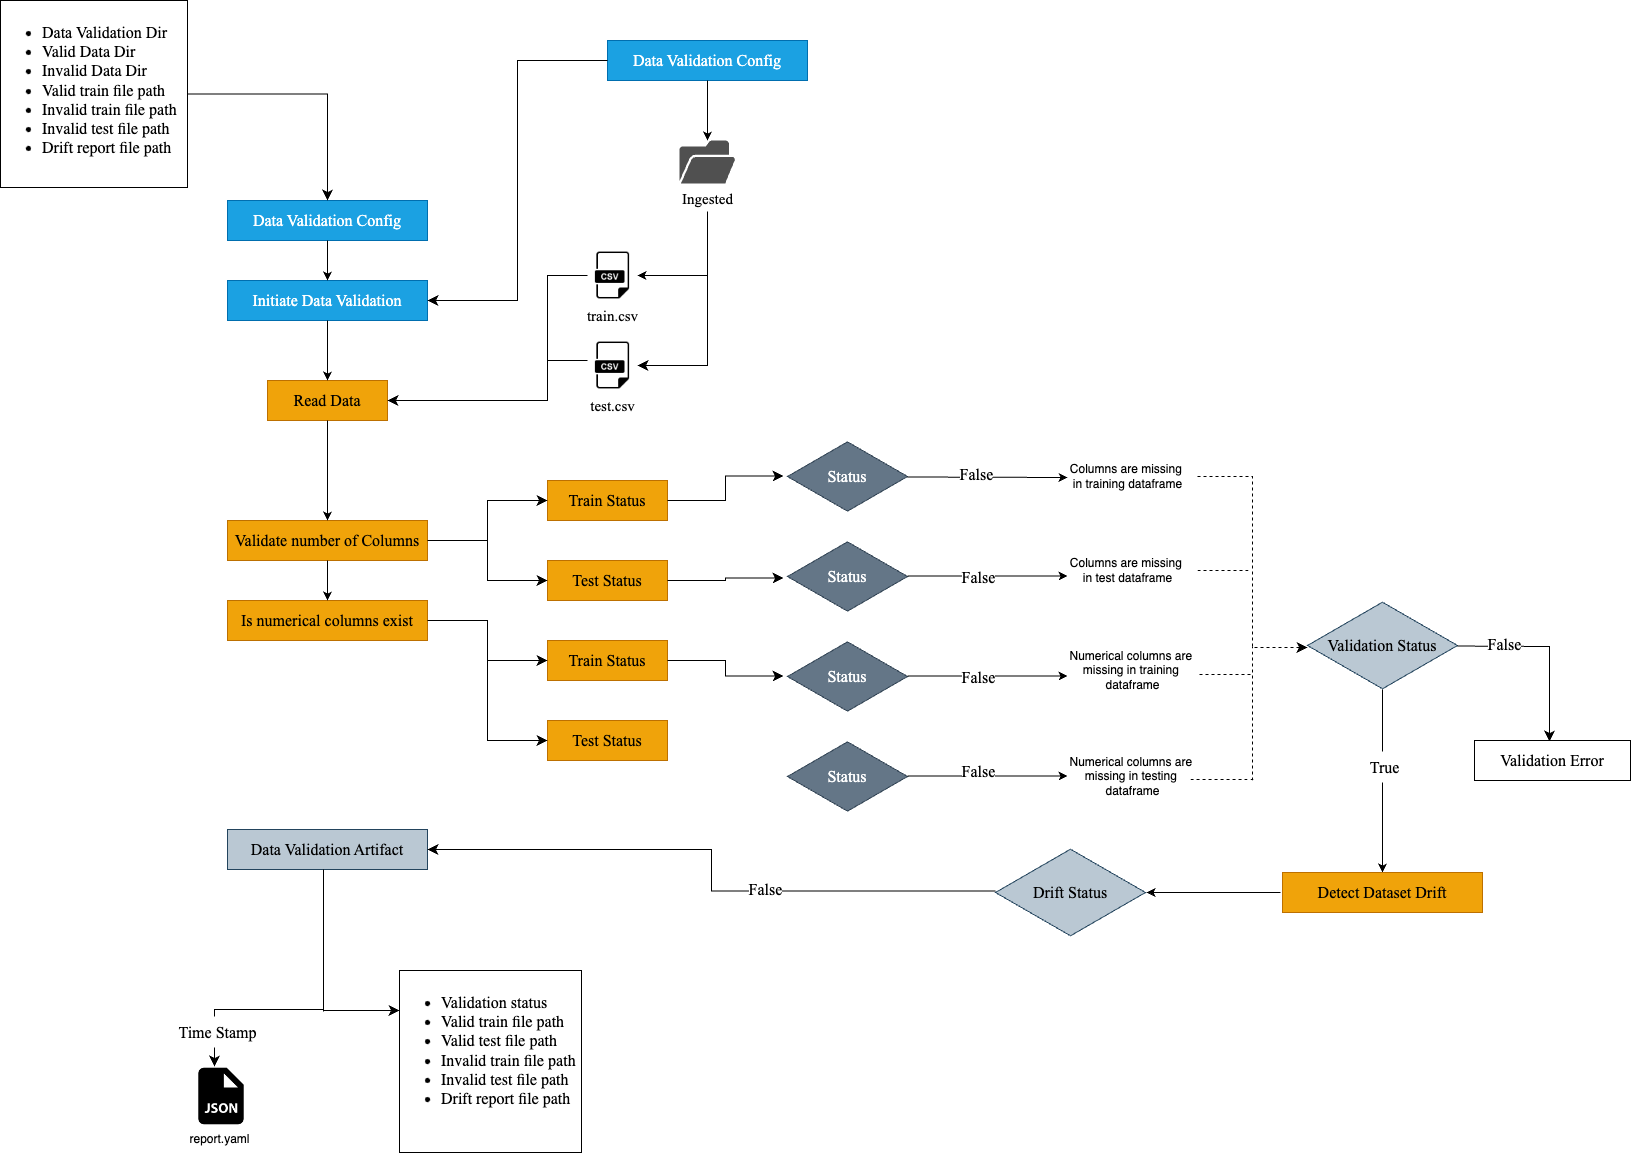 Data Validation Dir
Valid Data Dir
Invalid Data Dir
Valid train file path
Invalid train file path
Invalid test file path
Drift report file path
Data Validation Config
Ingested
Data Validation Config
Initiate Data Validation
CSV
train.csv
CSV
test.csv
Read Data
Validate number of Columns
Is numerical columns exist
Train Status
Status
False
Columns are missing
in training dataframe
Test Status
Status
False
Columns are missing
in test dataframe
Train Status
Status
False
Numerical columns are
missing in training
dataframe
Test Status
Status
False
Numerical columns are
missing in testing
dataframe
Validation Status
False
Validation Error
True
Detect Dataset Drift
Drift Status
False
Data Validation Artifact
Time Stamp
JSON
report.yaml
Validation status
Valid train file path
Valid test file path
Invalid train file path
Invalid test file path
Drift report file path